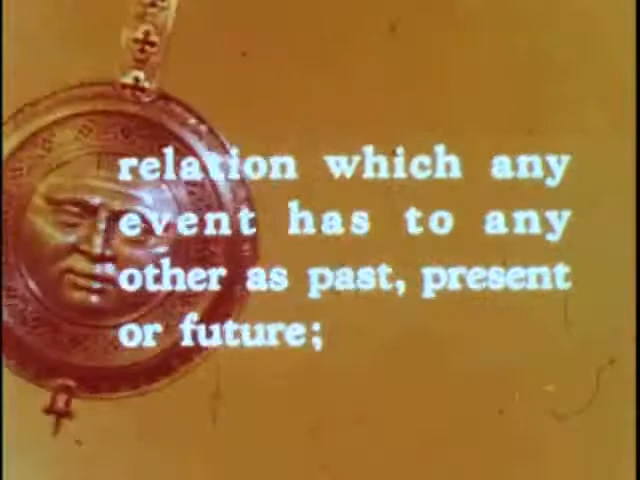 relation which any
event has to any
other as past, present
or future;